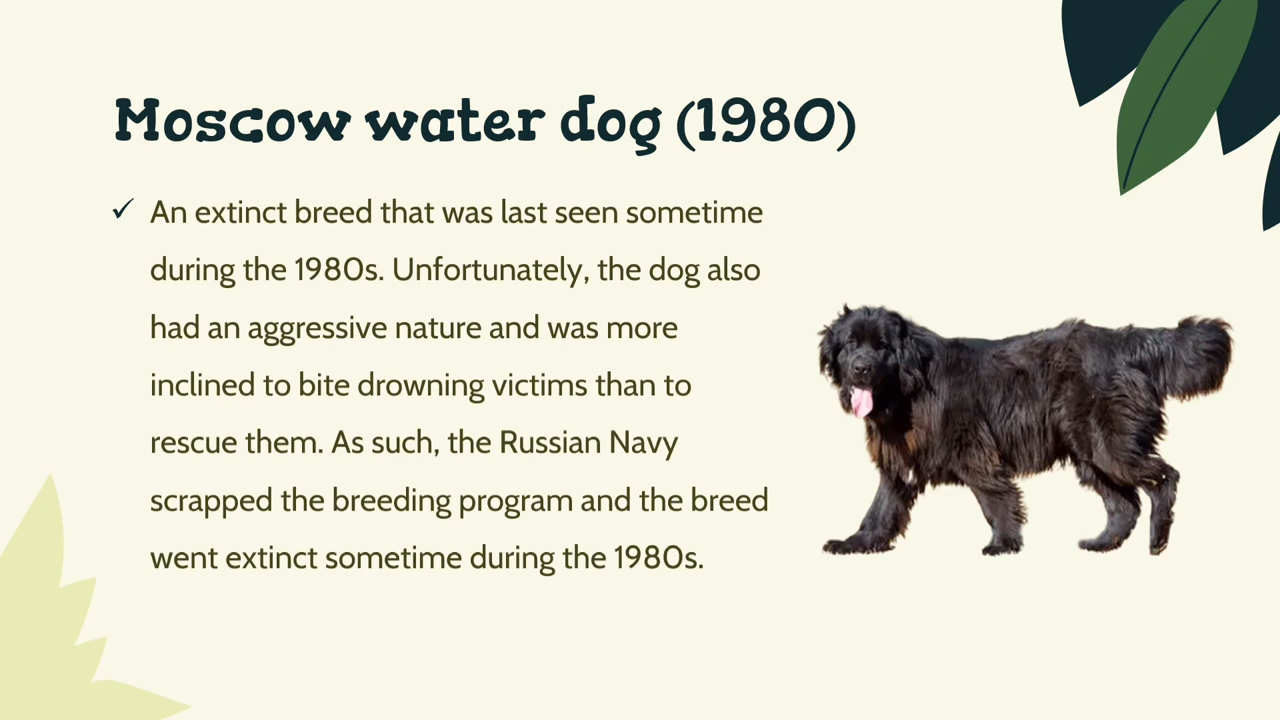 Moscow water dog (1980)
✓ An extinct breed that was last seen sometime
during the 1980s. Unfortunately, the dog also
had an aggressive nature and was more
inclined to bite drowning victims than to
rescue them. As such, the Russian Navy
scrapped the breeding program and the breed
went extinct sometime during the 1980s.